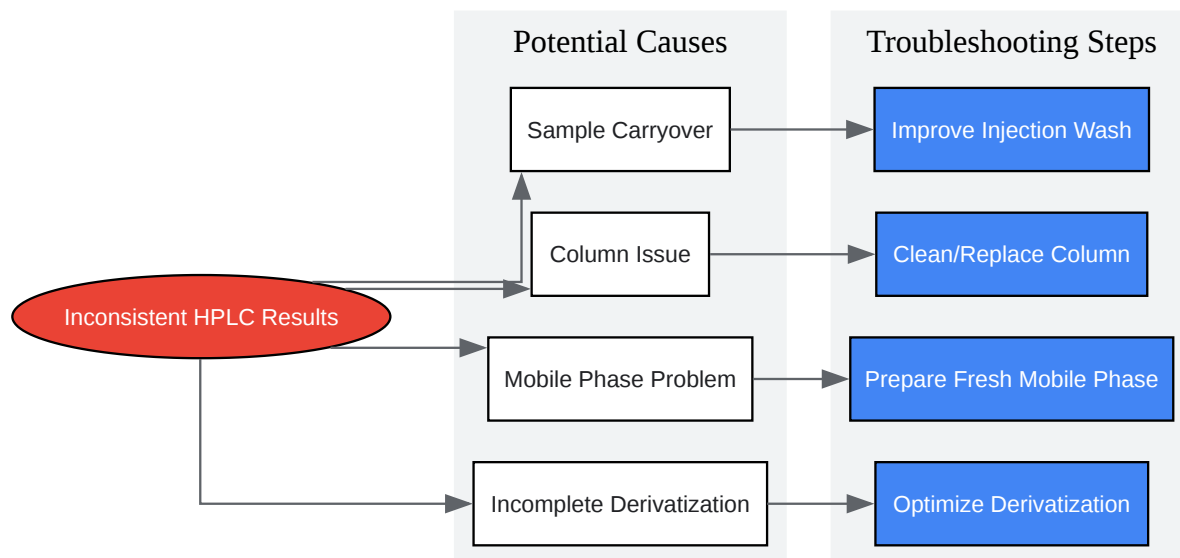 Potential Causes
Troubleshooting Steps
Sample Carryover
Improve Injection Wash
Column Issue
Clean/Replace Column
Inconsistent HPLC Results
Mobile Phase Problem
Prepare Fresh Mobile Phase
Incomplete Derivatization
Optimize Derivatization